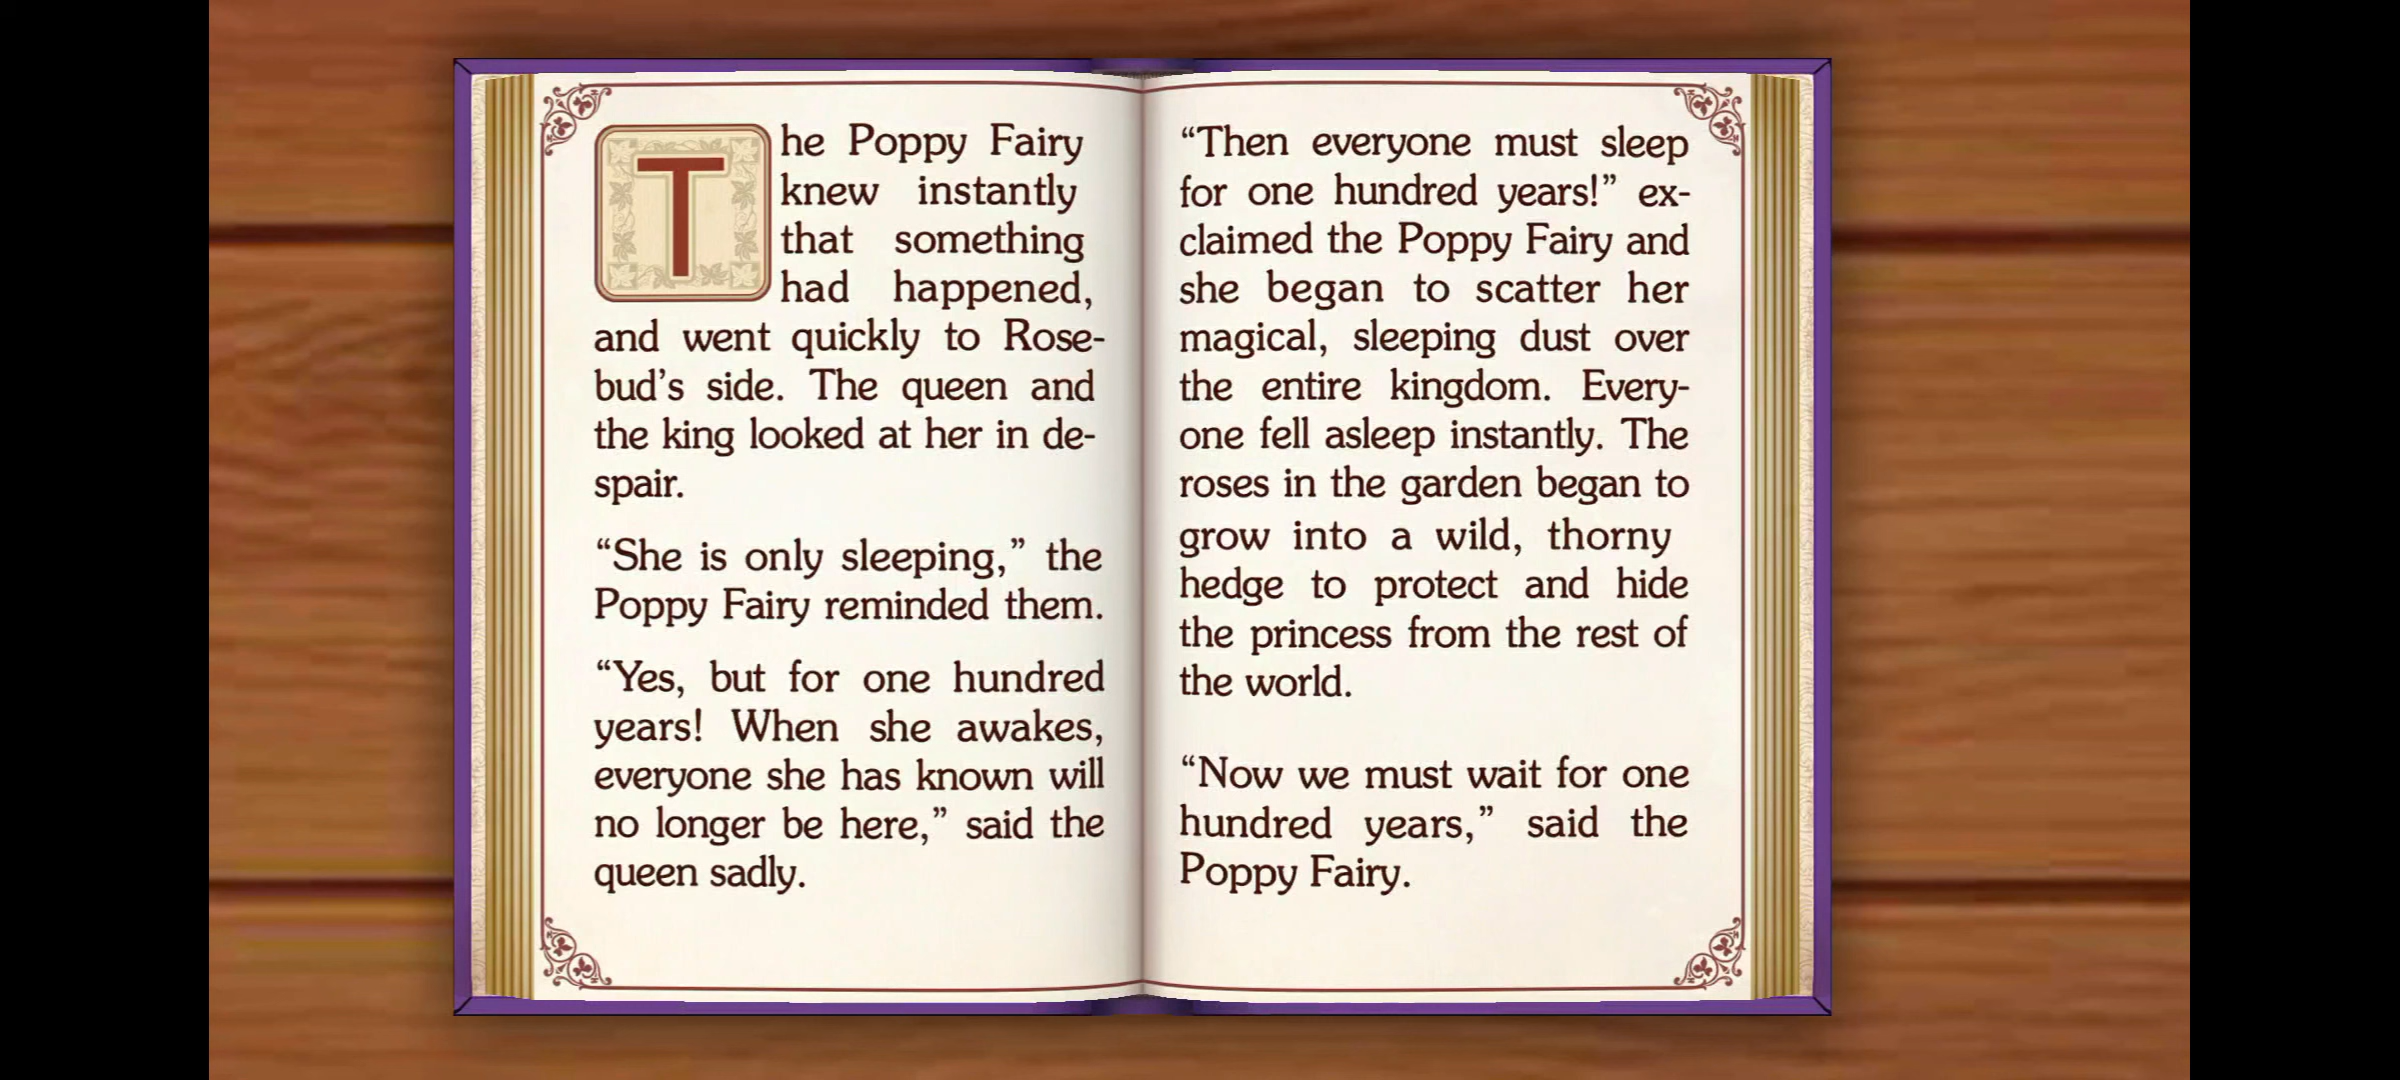 The Poppy Fairy
knew instantly
that something
had happened,
and went quickly to Rose-
bud’s side. The queen and
the king looked at her in de-
spair.
“She is only sleeping,” the
Poppy Fairy reminded them.
“Yes, but for one hundred
years! When she awakes,
everyone she has known will
no longer be here,” said the
queen sadly.
“Then everyone must sleep
for one hundred years!” ex-
claimed the Poppy Fairy and
she began to scatter her
magical, sleeping dust over
the entire kingdom. Every-
one fell asleep instantly. The
roses in the garden began to
grow into a wild, thorny
hedge to protect and hide
the princess from the rest of
the world.
“Now we must wait for one
hundred years,” said the
Poppy Fairy.